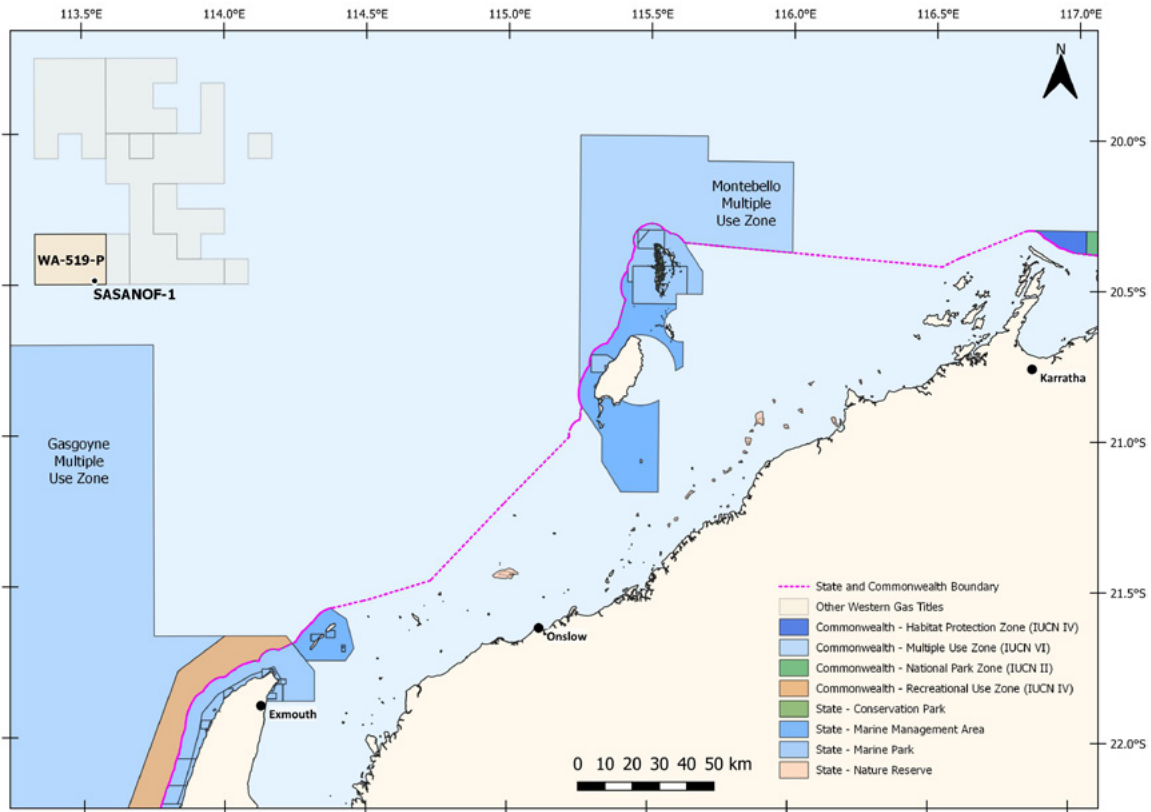 113.5°E
114.0°E
114.5°E
115.0°E
115.5°E
116.0°E
116.5°E
117.0°E
N
20.0°S
Montebello
Multiple
Use Zone
WA-519-P
SASANOF-1
20.5°S
Karratha
Gasgoyne
Multiple
Use Zone
21.0°S
21.5°S
Onslow
Exmouth
22.0°S
State and Commonwealth Boundary
Other Western Gas Titles
Commonwealth - Habitat Protection Zone (IUCN IV)
Commonwealth - Multiple Use Zone (IUCN VI)
Commonwealth - National Park Zone (IUCN II)
Commonwealth - Recreational Use Zone (IUCN IV)
State - Conservation Park
State - Marine Management Area
State - Marine Park
State - Nature Reserve
0 10 20 30 40 50 km